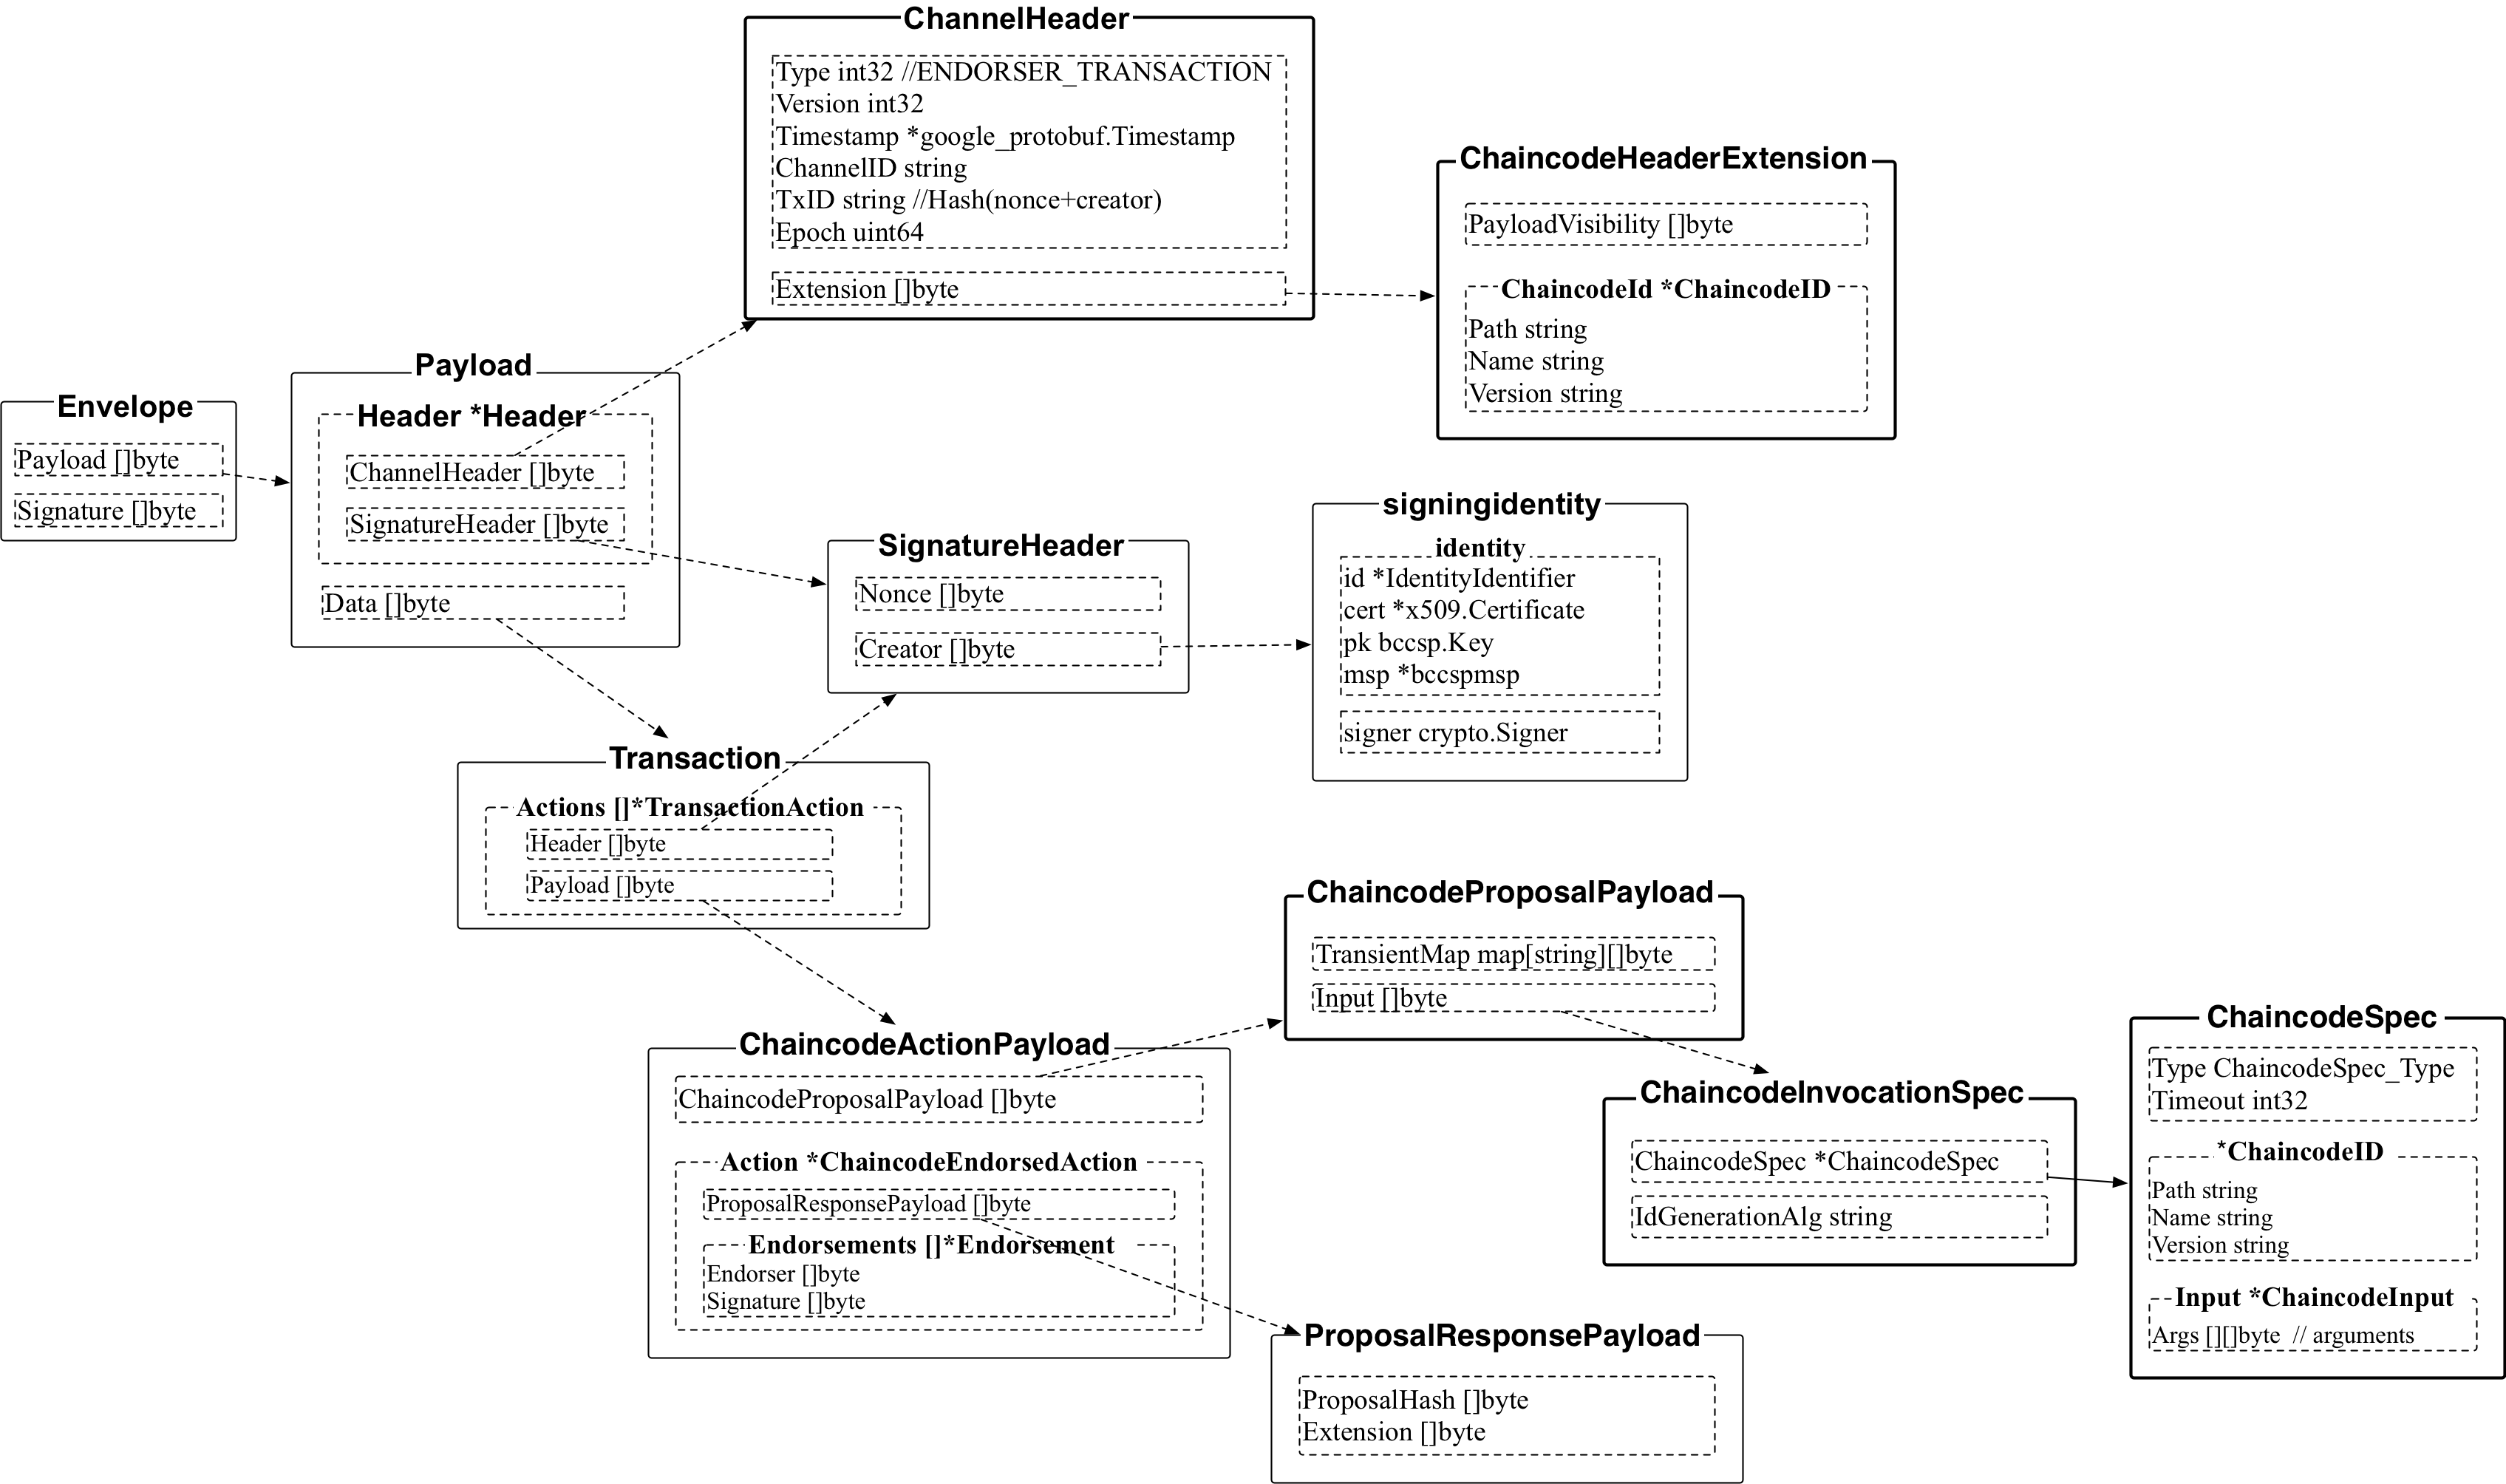 ChannelHeader
Type int32 //ENDORSER_TRANSACTION
Version int32
Timestamp *google_protobuf.Timestamp
ChannelID string
TxID string //Hash(nonce+creator)
Epoch uint64
Extension []byte
ChaincodeHeaderExtension
PayloadVisibility []byte
ChaincodeId *ChaincodeID
Path string
Name string
Version string
Envelope
Payload []byte
Signature []byte
Payload
Header *Header
ChannelHeader []byte
SignatureHeader []byte
Data []byte
SignatureHeader
Nonce []byte
Creator []byte
signingidentity
identity
id *IdentityIdentifier
cert *x509.Certificate
pk bccsp.Key
msp *bccspmsp
signer crypto.Signer
Transaction
Actions []*TransactionAction
Header []byte
Payload []byte
ChaincodeActionPayload
ChaincodeProposalPayload []byte
Action *ChaincodeEndorsedAction
ProposalResponsePayload []byte
Endorsements []*Endorsement
Endorser []byte
Signature []byte
ChaincodeProposalPayload
TransientMap map[string][]byte
Input []byte
ChaincodeInvocationSpec
ChaincodeSpec *ChaincodeSpec
IdGenerationAlg string
ChaincodeSpec
Type ChaincodeSpec_Type
Timeout int32
*ChaincodeID
Path string
Name string
Version string
Input *ChaincodeInput
Args [][]byte // arguments
ProposalResponsePayload
ProposalHash []byte
Extension []byte